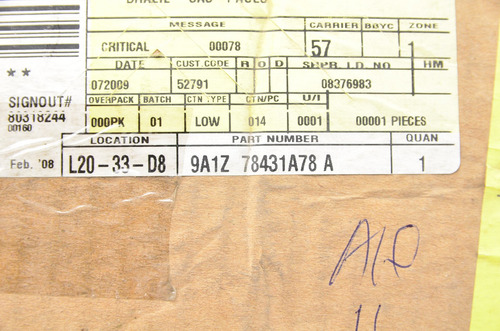 MESSAGE CARRIER BØYC ZONE
CRITICAL 00078 57 1
DATE CUST.CODE R O D SHPR.I.D NO. HM
072009 52791 08376983
** 
SIGNOUT# OVERPACK BATCH CTN.TYPE CTN/PC U/I
80318244
00160 000PK 01 LOW 014 0001 00001 PIECES
LOCATION PART NUMBER QUAN
Feb. '08 L20-33-D8 9A1Z 78431A78 A 1